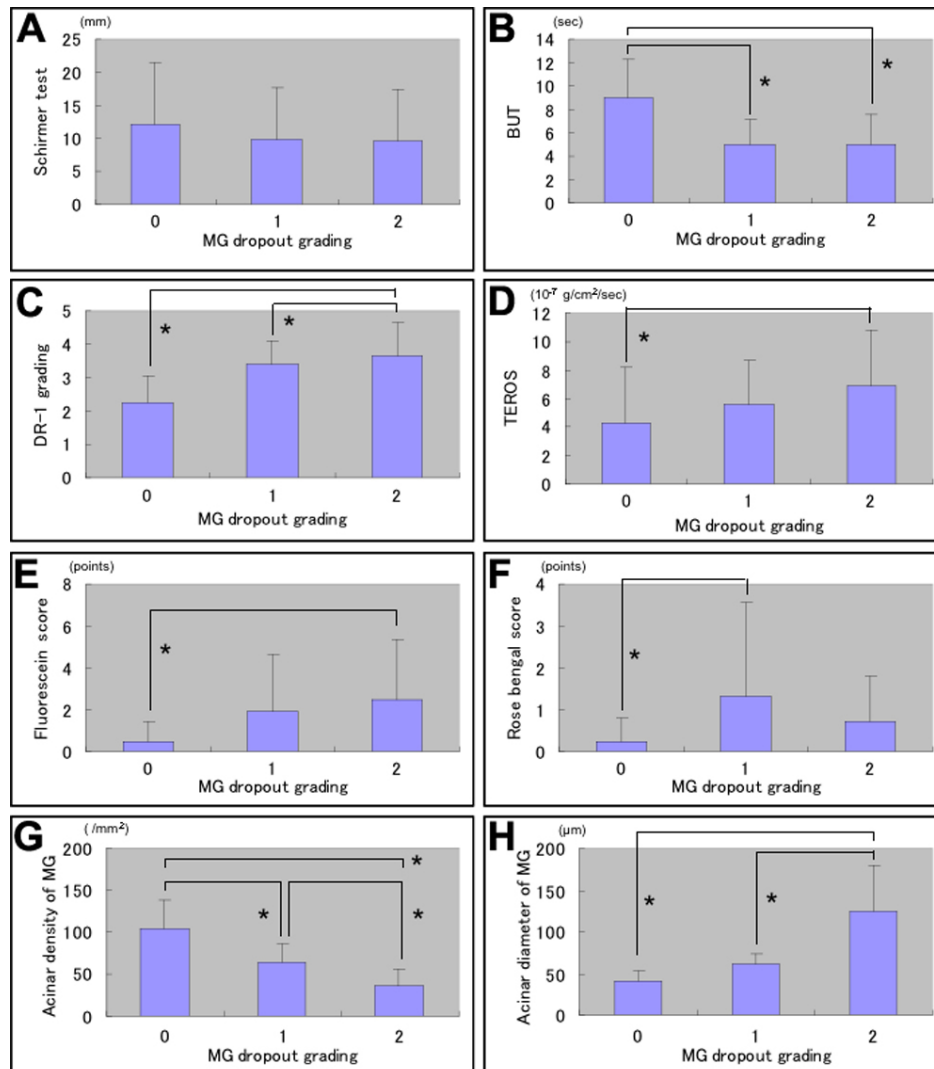 A
(mm)
Schirmer test
25
20
15
10
5
0
0 1 2
MG dropout grading
B
(sec)
BUT
14
12
10
8
6
4
2
0
*
*
0 1 2
MG dropout grading
C
DR-1 grading
5
4
3
2
1
0
*
*
0 1 2
MG dropout grading
D
(10-7 g/cm2/sec)
TEROS
12
10
8
6
4
2
0
*
0 1 2
MG dropout grading
E
(points)
Fluorescein score
8
6
4
2
0
*
0 1 2
MG dropout grading
F
(points)
Rose bengal score
4
3
2
1
0
*
0 1 2
MG dropout grading
G
( /mm2)
Acinar density of MG
200
150
100
50
0
*
*
*
0 1 2
MG dropout grading
H
(μm)
Acinar diameter of MG
200
150
100
50
0
*
*
0 1 2
MG dropout grading